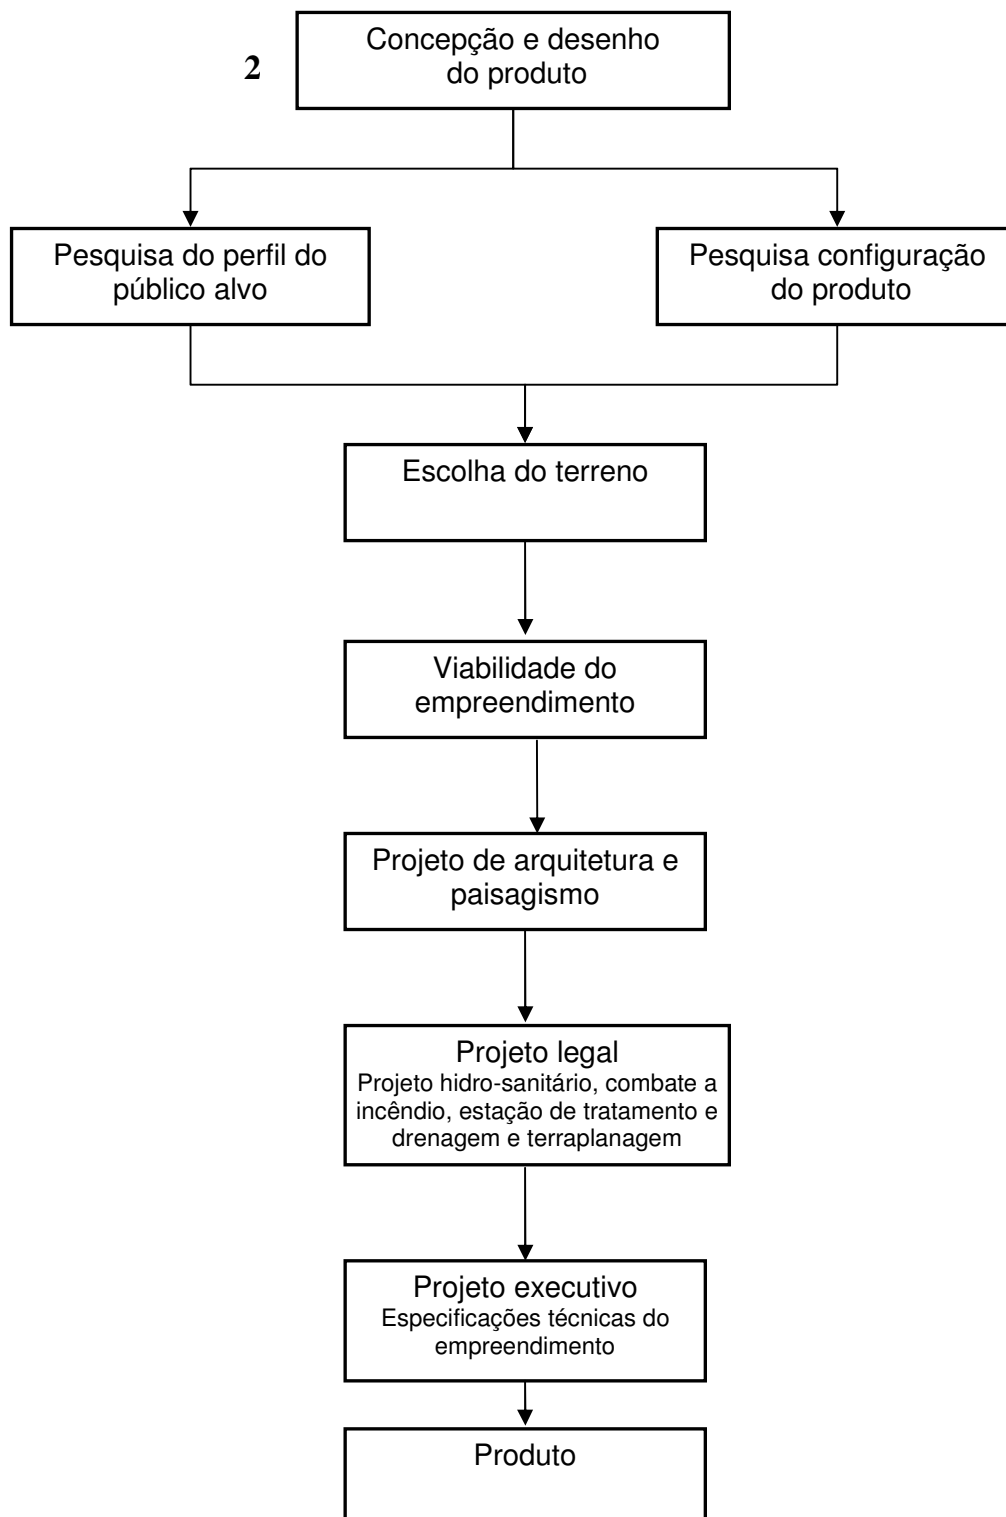 Concepção e desenho
do produto
2
Pesquisa do perfil do
público alvo
Pesquisa configuração
do produto
Escolha do terreno
Viabilidade do
empreendimento
Projeto de arquitetura e
paisagismo
Projeto legal
Projeto hidro-sanitário, combate a
incêndio, estação de tratamento e
drenagem e terraplanagem
Projeto executivo
Especificações técnicas do
empreendimento
Produto